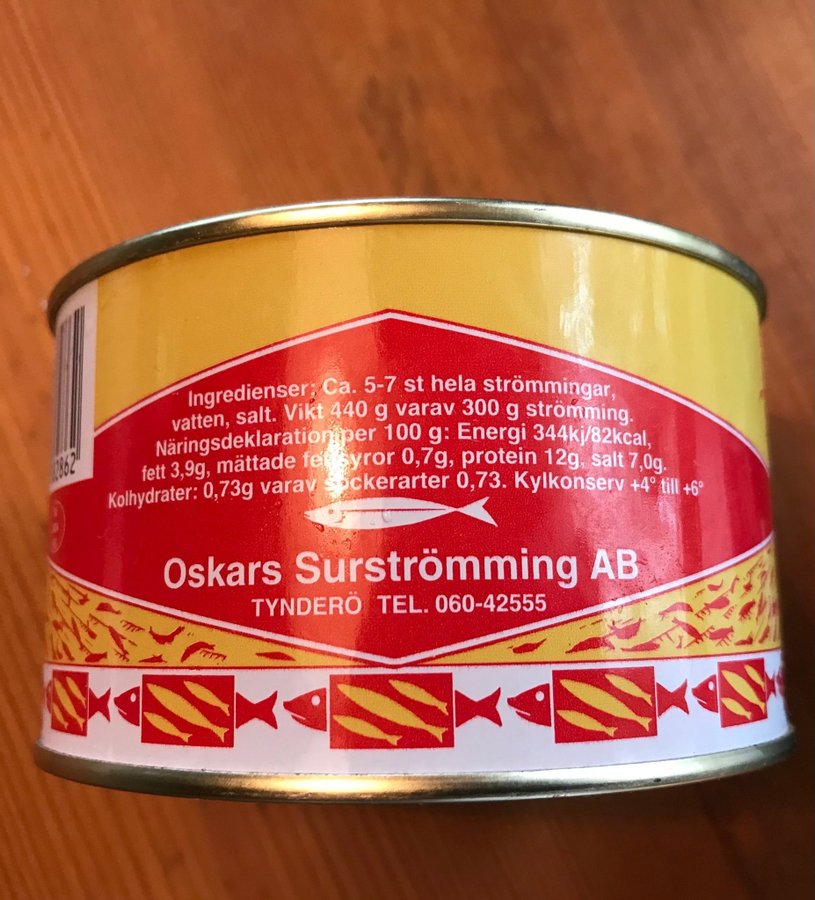 Ingredienser: Ca. 5-7 st hela strömmingar,
vatten, salt. Vikt 440 g varav 300 g strömming.
Näringsdeklaration per 100 g: Energi 344kj/82kcal,
fett 3,9g, mättade fettsyror 0,7g, protein 12g, salt 7,0g.
Kolhydrater: 0,73g varav sockerarter 0,73. Kylkonserv +4° till +6°
Oskars Surströmming AB
TYNDERÖ TEL. 060-42555